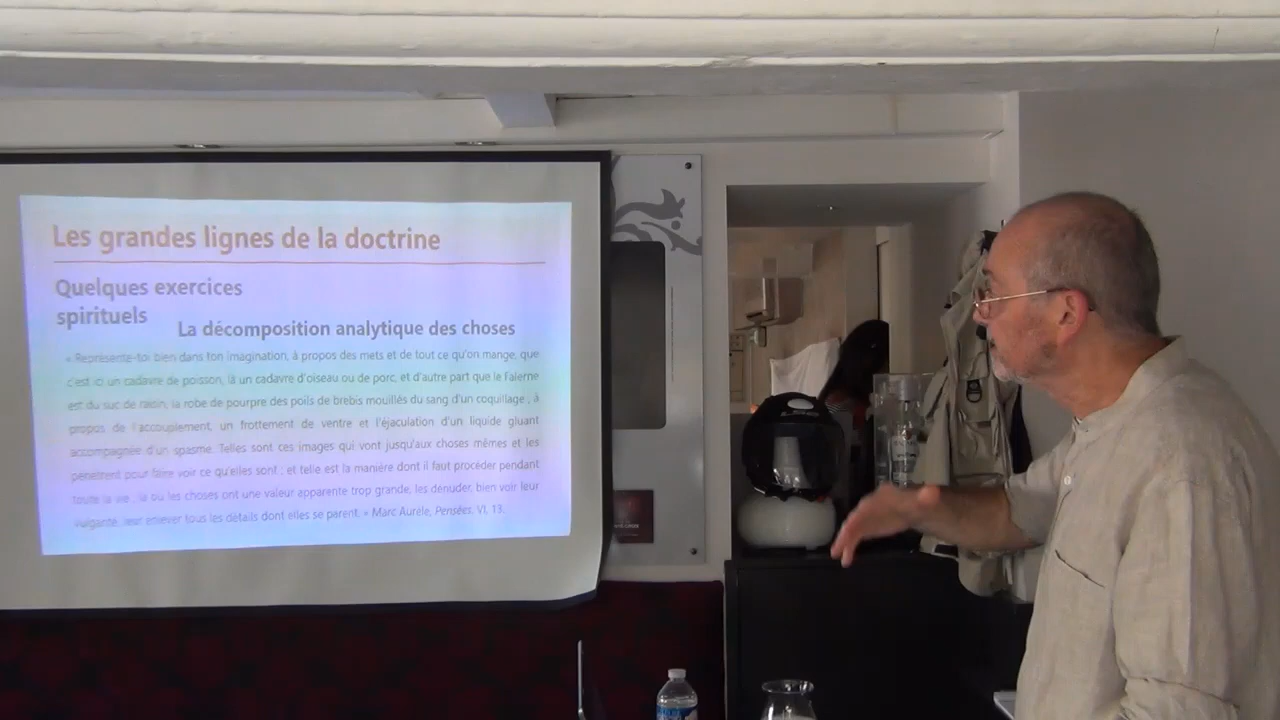 Les grandes lignes de la doctrine
Quelques exercices
spirituels
La décomposition analytique des choses
« Représente-toi bien dans ton imagination, à propos des mets et de tout ce qu'on mange, que
c'est ici un cadavre de poisson, là un cadavre d'oiseau ou de porc, et d'autre part que le Falerne
est du suc de raisin, la robe de pourpre des poils de brebis mouillés du sang d'un coquillage ; à
propos de l'accouplement, un frottement de ventre et l'éjaculation d'un liquide gluant
accompagnée d'un spasme. Telles sont ces images qui vont jusqu'aux choses mêmes et les
pénètrent pour faire voir ce qu'elles sont ; et telle est la manière dont il faut procéder pendant
toute la vie ; là où les choses ont une valeur apparente trop grande, les dénuder, bien voir leur
vulgarité, leur enlever tous les détails dont elles se parent. » Marc Aurèle, Pensées. VI, 13.